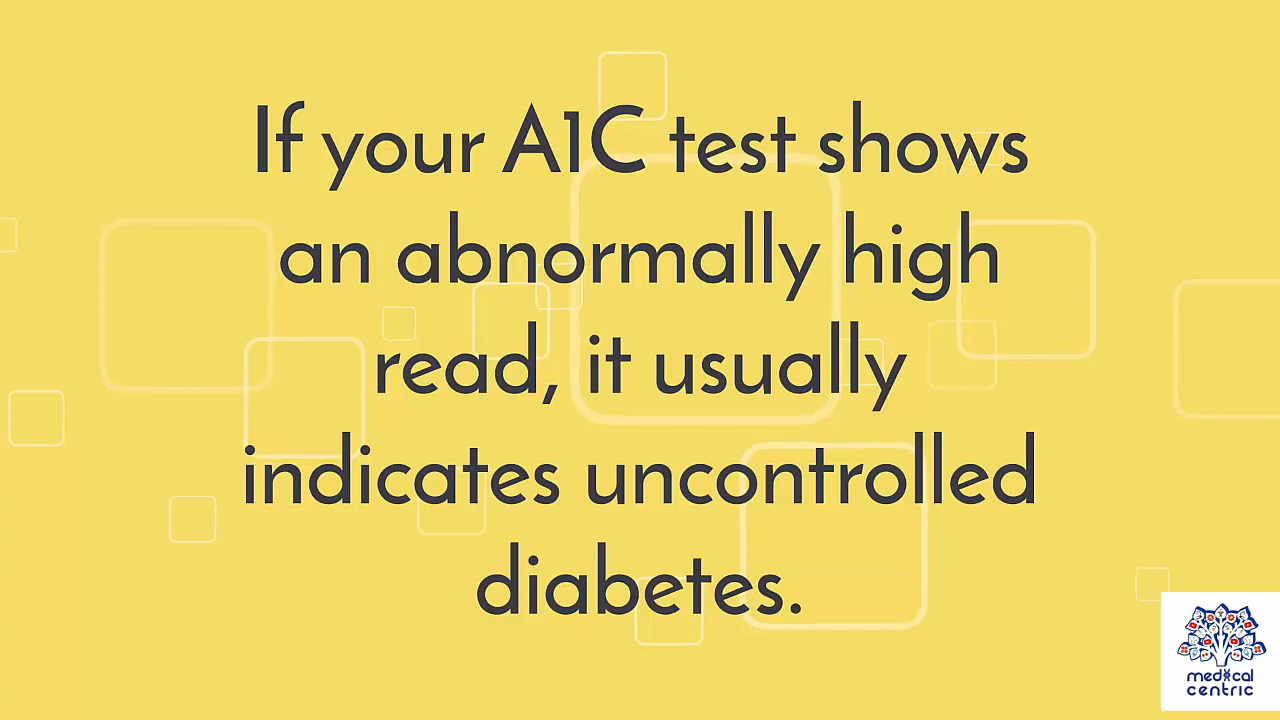 If your A1C test shows
an abnormally high
read, it usually
indicates uncontrolled
diabetes.
medical
centric